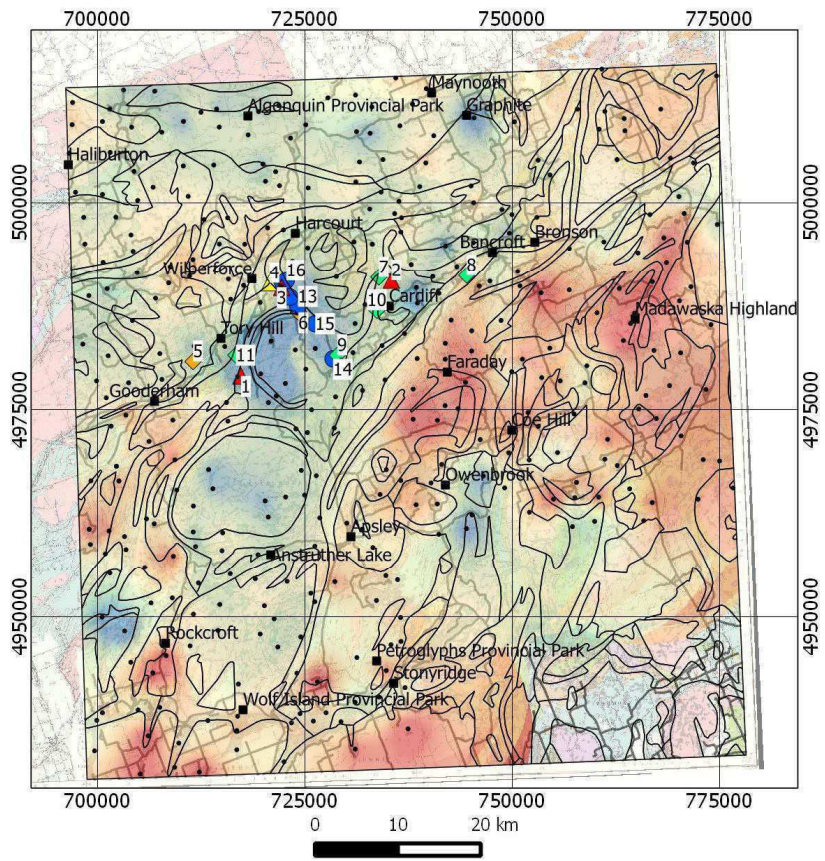 700000 725000 750000 775000
Maynooth
Algonquin Provincial Park Graphite
Haliburton
5000000 5000000
Harcourt
Bronson
Bancroft
Wilberforce 4 16 7 2 8
3 13 10 Cardiff
Madawaska Highland
Tory Hill 6 15
5 11 9
14 Faraday
Gooderham 1
4975000 4975000
Coe Hill
Owenbrook
Apsley
Anstruther Lake
4950000 4950000
Rockcroft
Petroglyphs Provincial Park
Stonyridge
Wolf Island Provincial Park
700000 725000 750000 775000
0 10 20 km